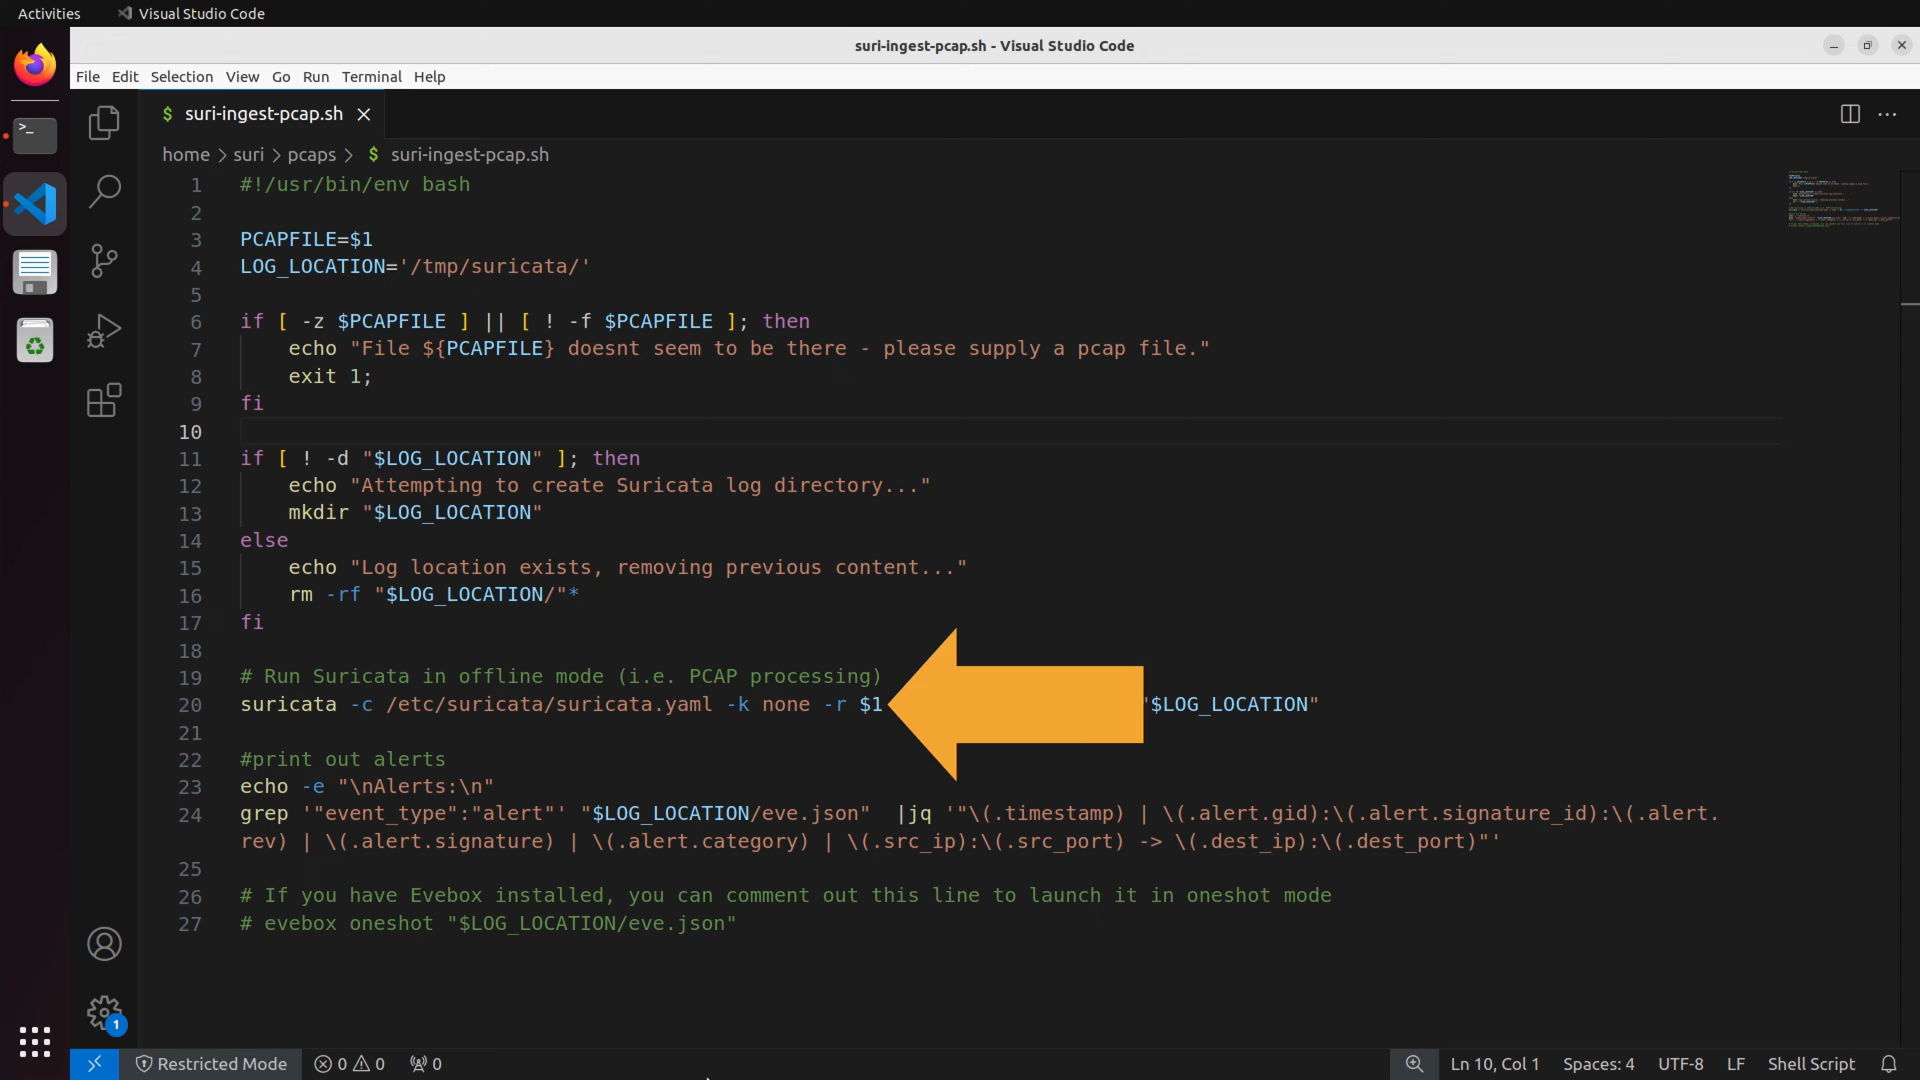 Activities Visual Studio Code
suri-ingest-pcap.sh - Visual Studio Code
File Edit Selection View Go Run Terminal Help
$ suri-ingest-pcap.sh
home > suri > pcaps > $ suri-ingest-pcap.sh
1 #!/usr/bin/env bash
2
3 PCAPFILE=$1
4 LOG_LOCATION='/tmp/suricata/'
5
6 if [ -z $PCAPFILE ] || [ ! -f $PCAPFILE ]; then
7 echo "File ${PCAPFILE} doesnt seem to be there - please supply a pcap file."
8 exit 1;
9 fi
10
11 if [ ! -d "$LOG_LOCATION" ]; then
12 echo "Attempting to create Suricata log directory..."
13 mkdir "$LOG_LOCATION"
14 else
15 echo "Log location exists, removing previous content..."
16 rm -rf "$LOG_LOCATION/"*
17 fi
18
19 # Run Suricata in offline mode (i.e. PCAP processing)
20 suricata -c /etc/suricata/suricata.yaml -k none -r $1 "$LOG_LOCATION"
21
22 #print out alerts
23 echo -e "\nAlerts:\n"
24 grep '"event_type":"alert"' "$LOG_LOCATION/eve.json" |jq '"\(.timestamp) | \(.alert.gid):\(.alert.signature_id):\(.alert.
rev) | \(.alert.signature) | \(.alert.category) | \(.src_ip):\(.src_port) -> \(.dest_ip):\(.dest_port)"'
25
26 # If you have Evebox installed, you can comment out this line to launch it in oneshot mode
27 # evebox oneshot "$LOG_LOCATION/eve.json"
1
Restricted Mode 0 0 0 Ln 10, Col 1 Spaces: 4 UTF-8 LF Shell Script